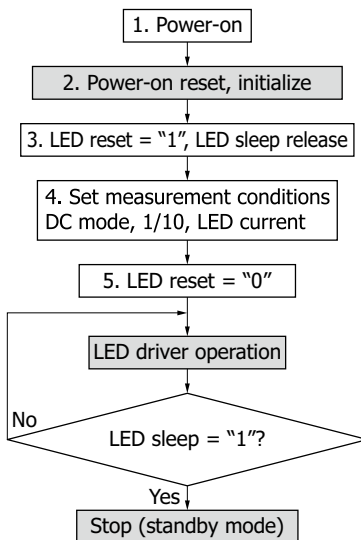 1. Power-on
2. Power-on reset, initialize
3. LED reset = “1”, LED sleep release
4. Set measurement conditions
DC mode, 1/10, LED current
5. LED reset = “0”
LED driver operation
No
LED sleep = “1”?
Yes
Stop (standby mode)